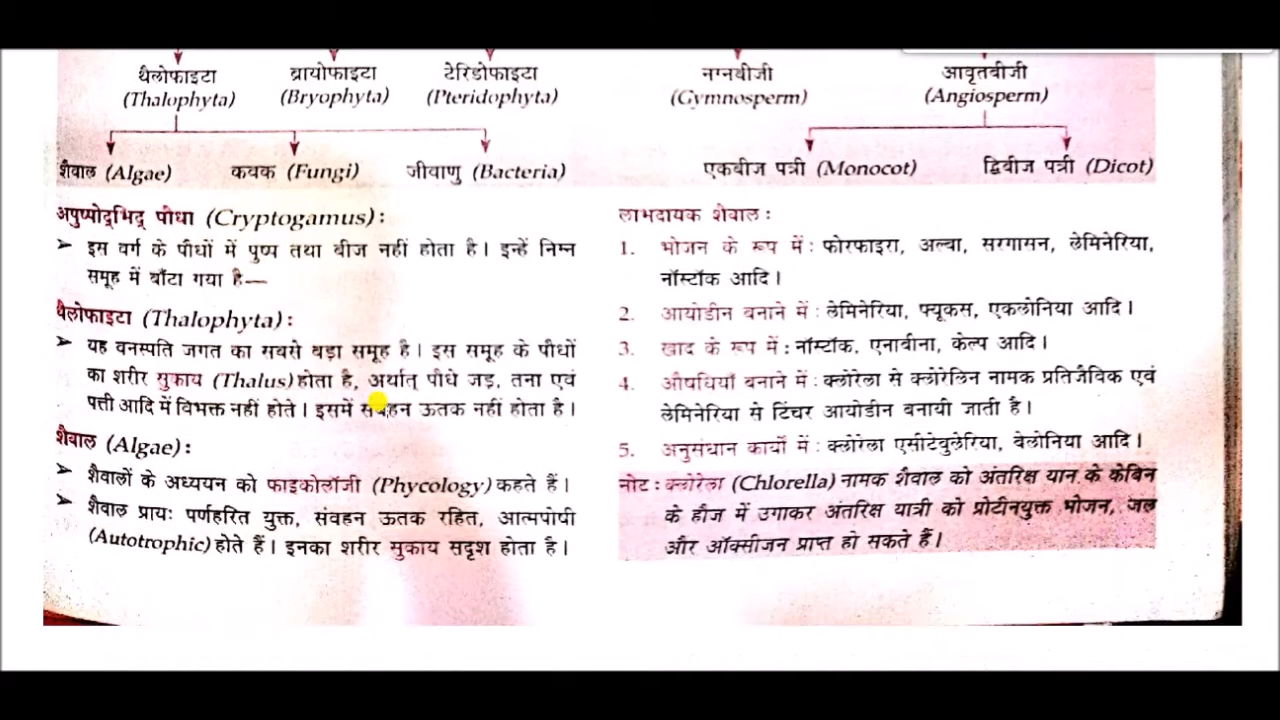 थैलोफाइटा ब्रायोफाइटा टेरिडोफाइटा नग्नबीजी आवृतबीजी
(Thalophyta) (Bryophyta) (Pteridophyta) (Gymnosperm) (Angiosperm)
शैवाल (Algae) कवक (Fungi) जीवाणु (Bacteria) एकबीज पत्री (Monocot) द्विबीज पत्री (Dicot)
अपुष्पोद्भिद् पौधा (Cryptogamus) :
➤ इस वर्ग के पौधों में पुष्प तथा बीज नहीं होता है। इन्हें निम्न
समूह में बाँटा गया है—
थैलोफाइटा (Thalophyta) :
➤ यह वनस्पति जगत का सबसे बड़ा समूह है। इस समूह के पौधों
का शरीर सुकाय (Thalus) होता है, अर्थात् पौधे जड़, तना एवं
पत्ती आदि में विभक्त नहीं होते। इसमें संवहन ऊतक नहीं होता है।
शैवाल (Algae) :
➤ शैवालों के अध्ययन को फाइकोलॉजी (Phycology) कहते हैं।
➤ शैवाल प्रायः पर्णहरित युक्त, संवहन ऊतक रहित, आत्मपोषी
(Autotrophic) होते हैं। इनका शरीर सुकाय सदृश होता है।
लाभदायक शैवाल :
1. भोजन के रूप में : फोरफाइरा, अल्वा, सरगासन, लेमिनेरिया,
नॉस्टॉक आदि।
2. आयोडीन बनाने में : लेमिनेरिया, फ्यूकस, एकलोनिया आदि।
3. खाद के रूप में : नॉस्टॉक, एनाबीना, केल्प आदि।
4. औषधियाँ बनाने में : क्लोरेला से क्लोरेलिन नामक प्रतिजैविक एवं
लेमिनेरिया से टिंचर आयोडीन बनायी जाती है।
5. अनुसंधान कार्यों में : क्लोरेला एसीटेबुलेरिया, बेलोनिया आदि।
नोट : क्लोरेला (Chlorella) नामक शैवाल को अंतरिक्ष यान के केबिन
के हौज में उगाकर अंतरिक्ष यात्री को प्रोटीनयुक्त भोजन, जल
और ऑक्सीजन प्राप्त हो सकते हैं।